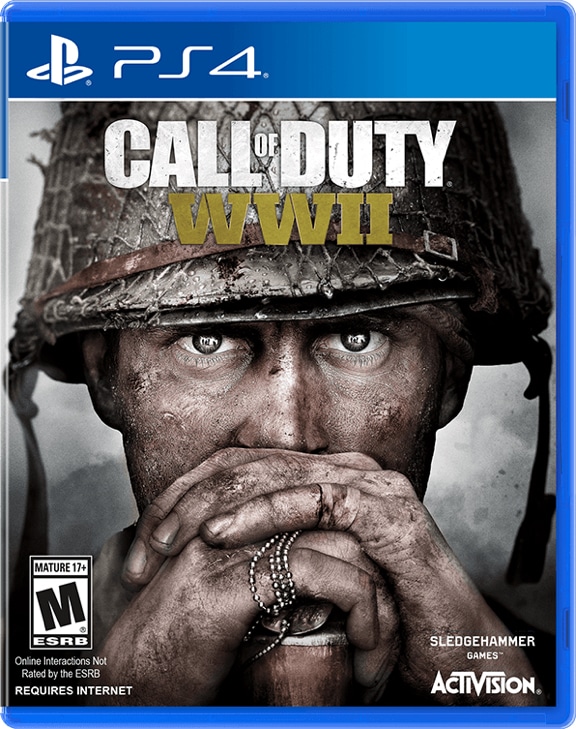 PS4
CALL OF DUTY
WWII
MATURE 17+
M
ESRB
Online Interactions Not
Rated by the ESRB
REQUIRES INTERNET
SLEDGEHAMMER
GAMES™
ACTIVISION®